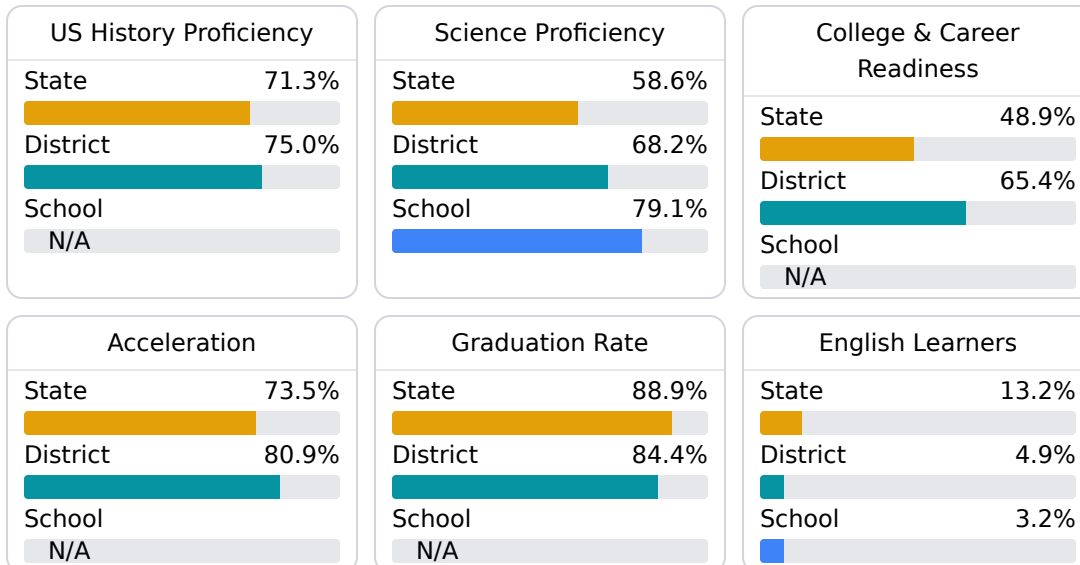 US History Proficiency
State 71.3%
District 75.0%
School
N/A
Science Proficiency
State 58.6%
District 68.2%
School 79.1%
College & Career
Readiness
State 48.9%
District 65.4%
School
N/A
Acceleration
State 73.5%
District 80.9%
School
N/A
Graduation Rate
State 88.9%
District 84.4%
School
N/A
English Learners
State 13.2%
District 4.9%
School 3.2%